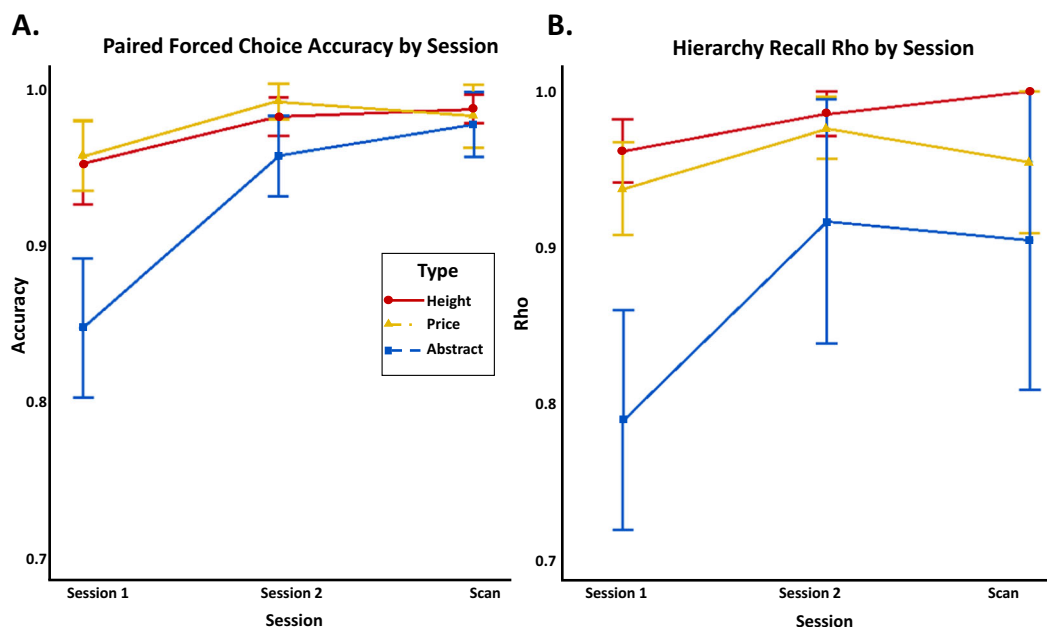 A.
Paired Forced Choice Accuracy by Session
1.0
0.9
0.8
0.7
Accuracy
Type
Height
Price
Abstract
Session 1
Session 2
Scan
Session
B.
Hierarchy Recall Rho by Session
1.0
0.9
0.8
0.7
Rho
Session 1
Session 2
Scan
Session